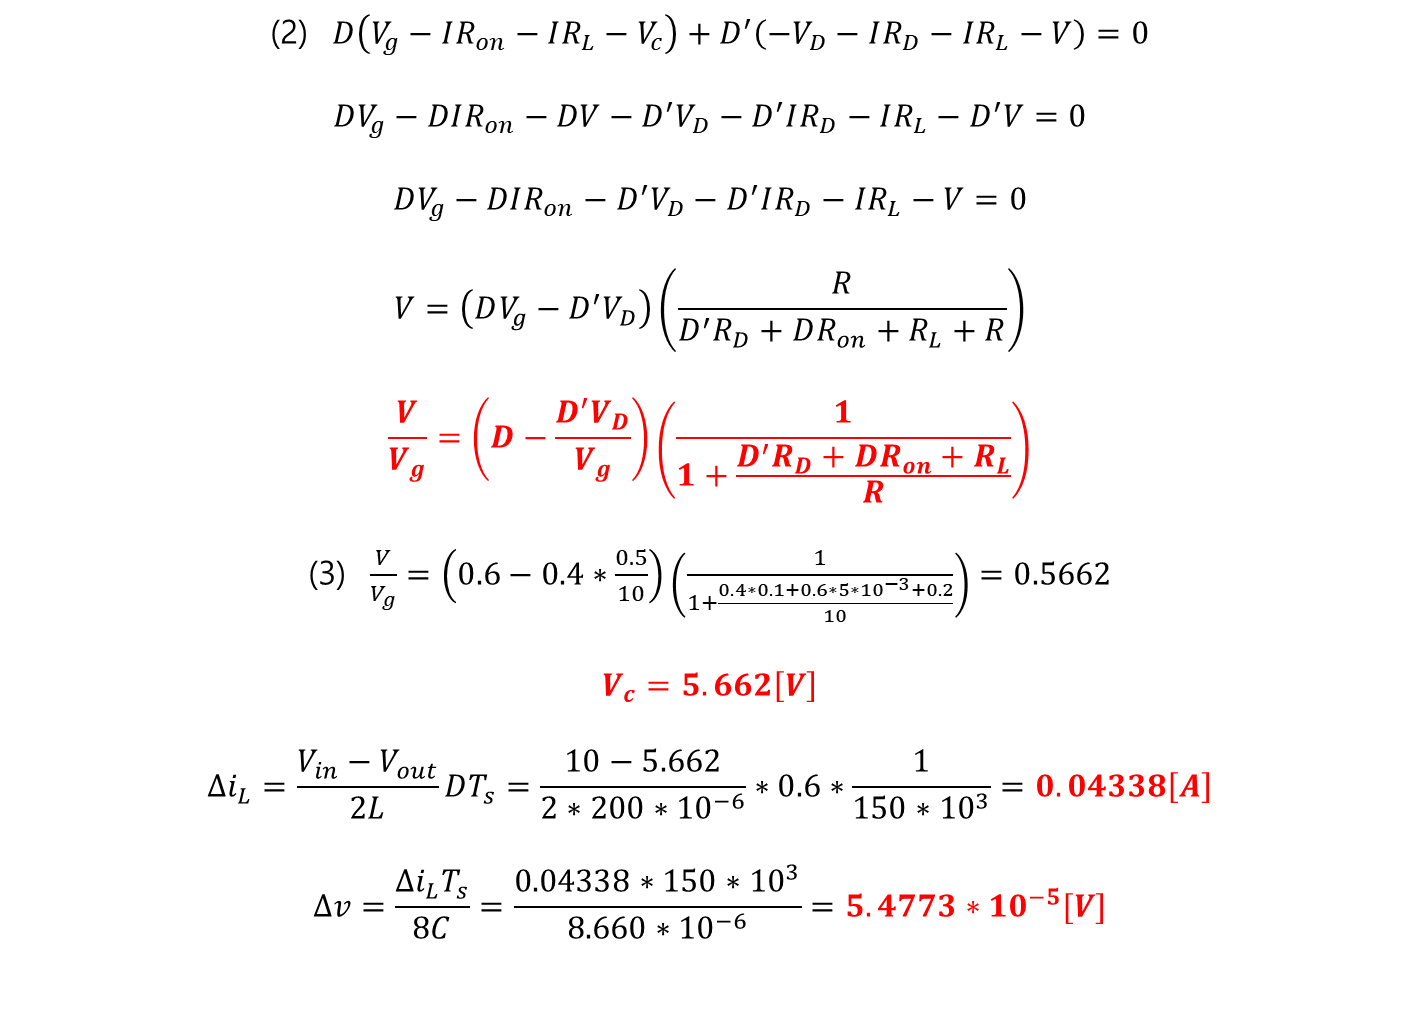 (2) D(V_g − IR_on − IR_L − V_c) + D′(−V_D − IR_D − IR_L − V) = 0
DV_g − DIR_on − DV − D′V_D − D′IR_D − IR_L − D′V = 0
DV_g − DIR_on − D′V_D − D′IR_D − IR_L − V = 0
V = (DV_g − D′V_D)(R / (D′R_D + DR_on + R_L + R))
V/V_g = (D − D′V_D/V_g)(1 / (1 + (D′R_D + DR_on + R_L)/R))
(3) V/V_g = (0.6 − 0.4 * 0.5/10)(1 / (1+(0.4*0.1+0.6*5*10^−3+0.2)/10)) = 0.5662
V_c = 5.662[V]
Δi_L = (V_in − V_out)/(2L) DT_s = (10 − 5.662)/(2 * 200 * 10^−6) * 0.6 * 1/(150 * 10^3) = 0.04338[A]
Δv = Δi_L T_s/(8C) = (0.04338 * 150 * 10^3)/(8.660 * 10^−6) = 5.4773 * 10^−5[V]